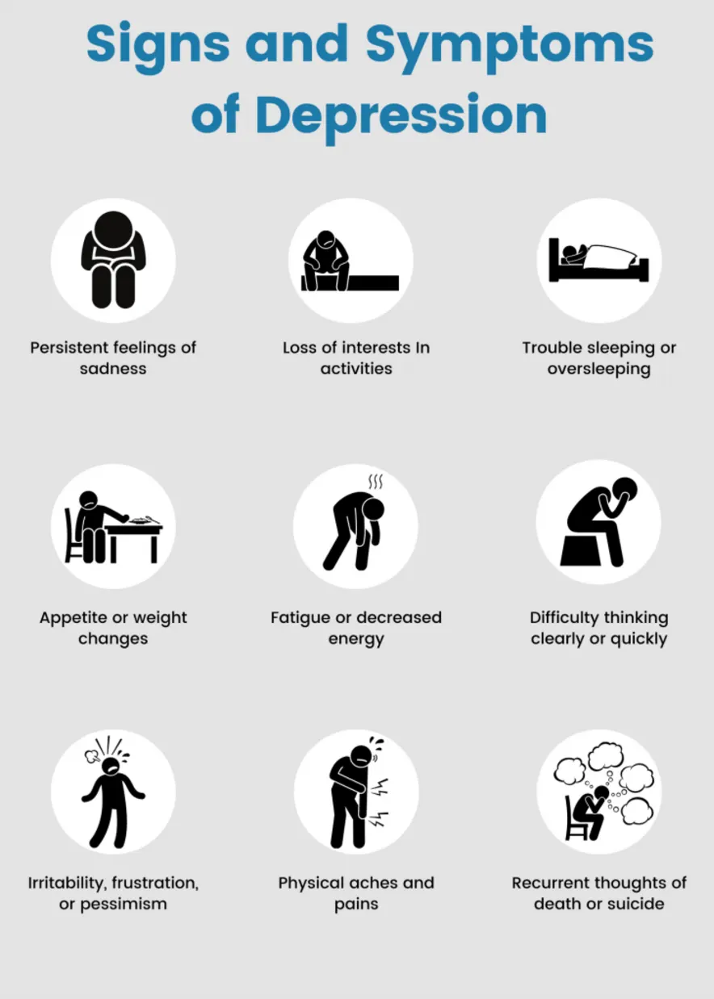 Signs and Symptoms
of Depression
Persistent feelings of
sadness
Loss of interests In
activities
Trouble sleeping or
oversleeping
Appetite or weight
changes
Fatigue or decreased
energy
Difficulty thinking
clearly or quickly
Irritability, frustration,
or pessimism
Physical aches and
pains
Recurrent thoughts of
death or suicide